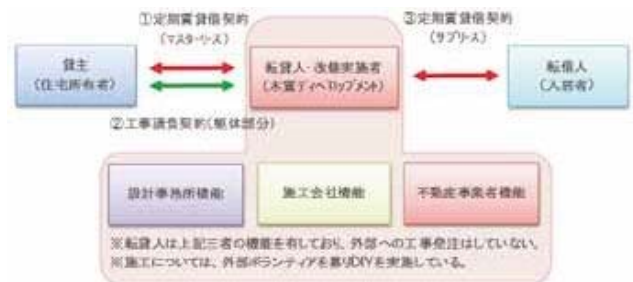 ①定期賃貸借契約
(マスターリース)
③定期賃貸借契約
(サブリース)
貸主
(住宅所有者)
転貸人・改修実施者
(木賃ディベロップメント)
転借人
(入居者)
②工事請負契約(躯体部分)
設計事務所機能
施工会社機能
不動産事業者機能
※転貸人は上記三者の機能を有しており、外部への工事発注はしていない。
※施工については、外部ボランティアを募りDIYを実施している。